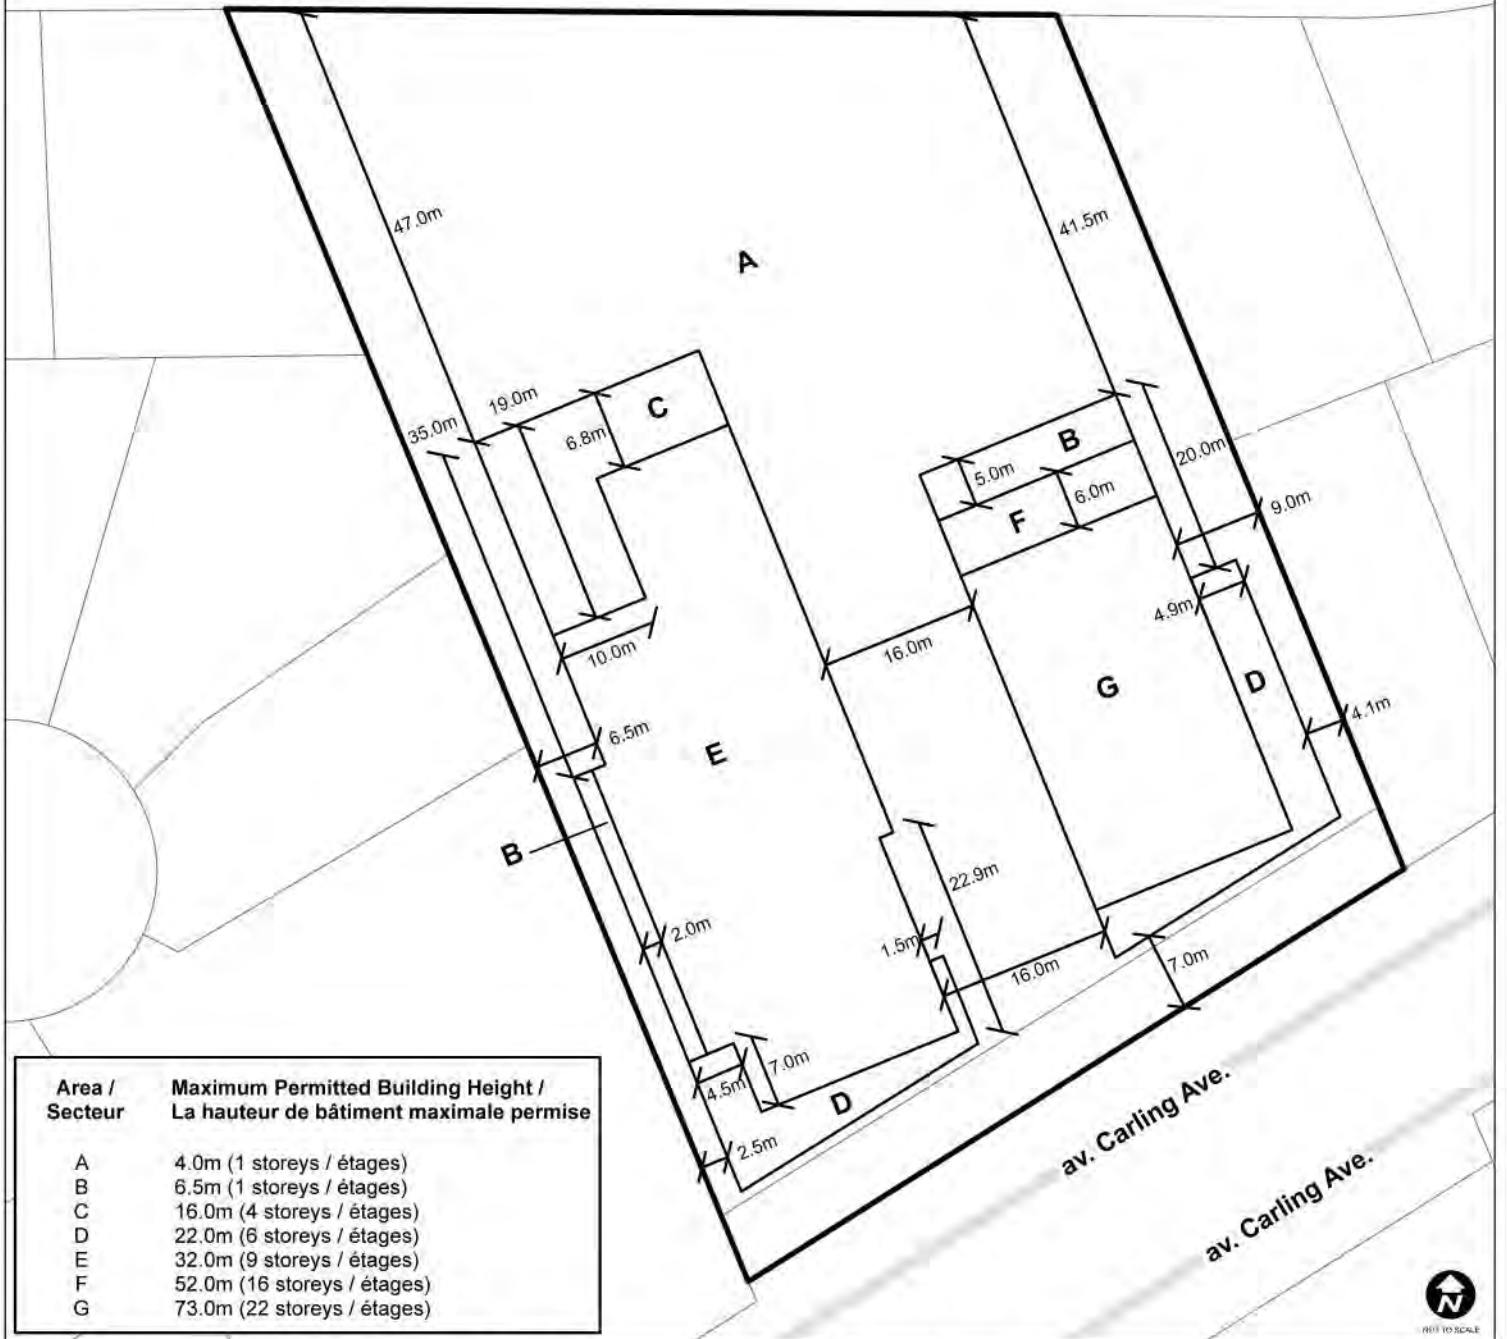 47.0m
41.5m
A
19.0m
35.0m
6.8m
C
B
20.0m
5.0m
6.0m
F
9.0m
4.9m
10.0m
16.0m
G
D
4.1m
6.5m
E
B
22.9m
2.0m
1.5m
16.0m
7.0m
7.0m
4.5m
D
2.5m
av. Carling Ave.
av. Carling Ave.
Area / Maximum Permitted Building Height /
Secteur La hauteur de bâtiment maximale permise
A 4.0m (1 storeys / étages)
B 6.5m (1 storeys / étages)
C 16.0m (4 storeys / étages)
D 22.0m (6 storeys / étages)
E 32.0m (9 storeys / étages)
F 52.0m (16 storeys / étages)
G 73.0m (22 storeys / étages)
N
NOT TO SCALE